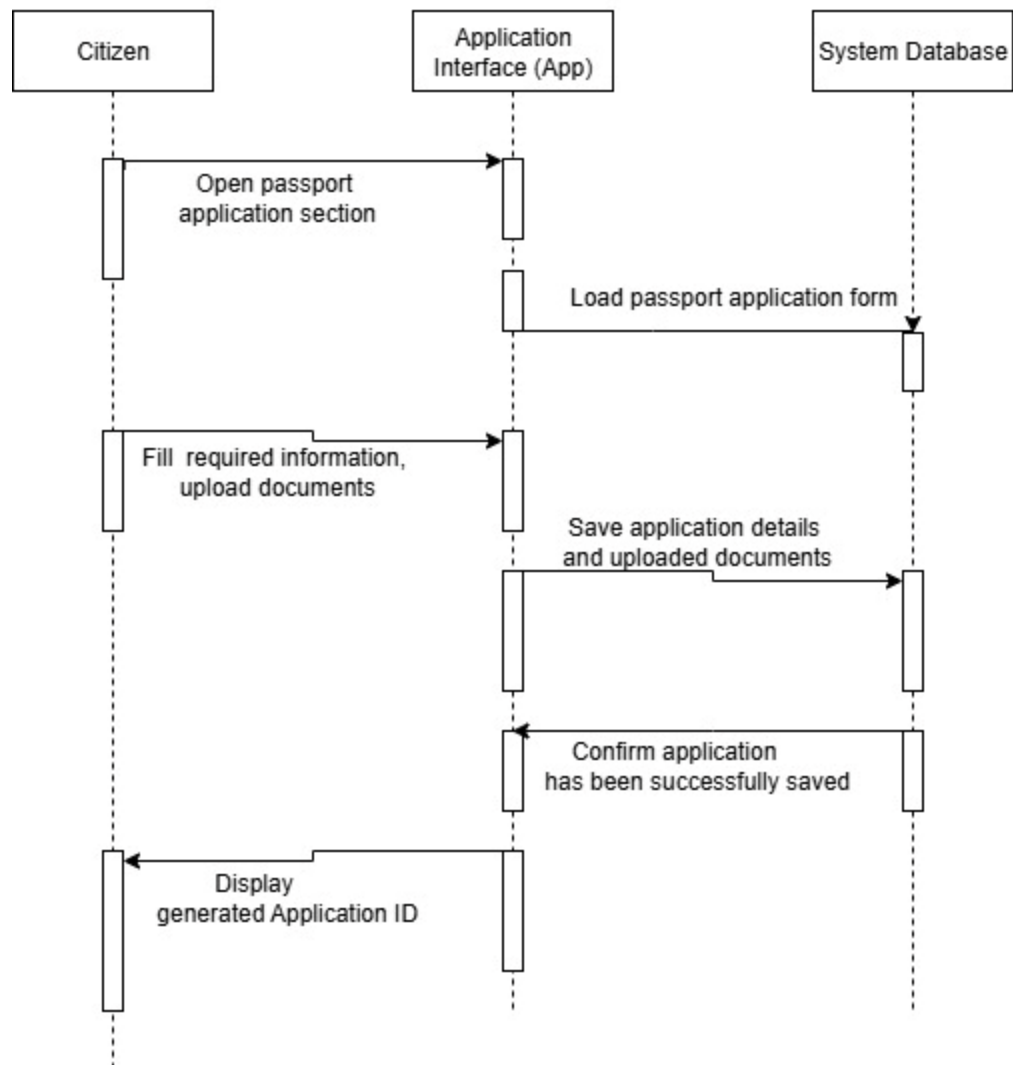 Citizen
Application
Interface (App)
System Database
Open passport
application section
Load passport application form
Fill  required information,
upload documents
Save application details
and uploaded documents
Confirm application
has been successfully saved
Display
generated Application ID